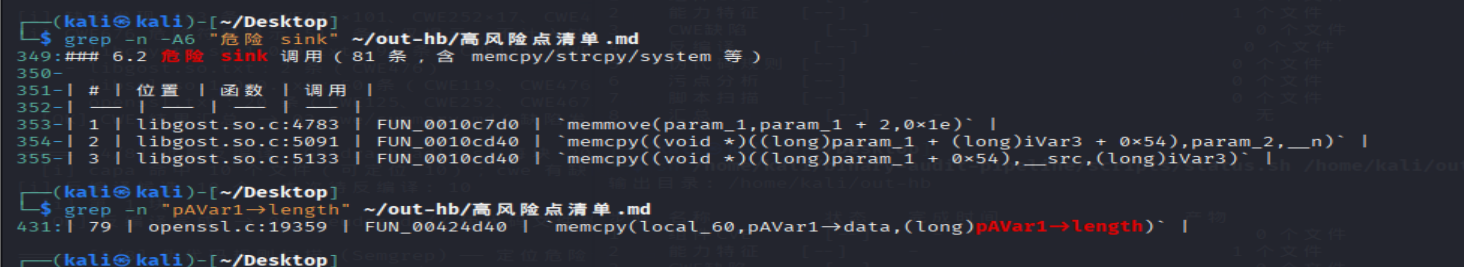 ┌──(kali㉿kali)-[~/Desktop]
└─$ grep -n -A6 "危险 sink" ~/out-hb/高风险点清单.md
349:### 6.2 危险 sink 调用（81 条，含 memcpy/strcpy/system 等）
350-
351-| # | 位置 | 函数 | 调用 |
352-| — | — | — | — |
353-| 1 | libgost.so.c:4783 | FUN_0010c7d0 | `memmove(param_1,param_1 + 2,0×1e)` |
354-| 2 | libgost.so.c:5091 | FUN_0010cd40 | `memcpy((void *)((long)param_1 + (long)iVar3 + 0×54),param_2,__n)` |
355-| 3 | libgost.so.c:5133 | FUN_0010cd40 | `memcpy((void *)((long)param_1 + 0×54),__src,(long)iVar3)` |
┌──(kali㉿kali)-[~/Desktop]
└─$ grep -n "pAVar1→length" ~/out-hb/高风险点清单.md
431:| 79 | openssl.c:19359 | FUN_00424d40 | `memcpy(local_60,pAVar1→data,(long)pAVar1→length)` |
┌──(kali㉿kali)-[~/Desktop]